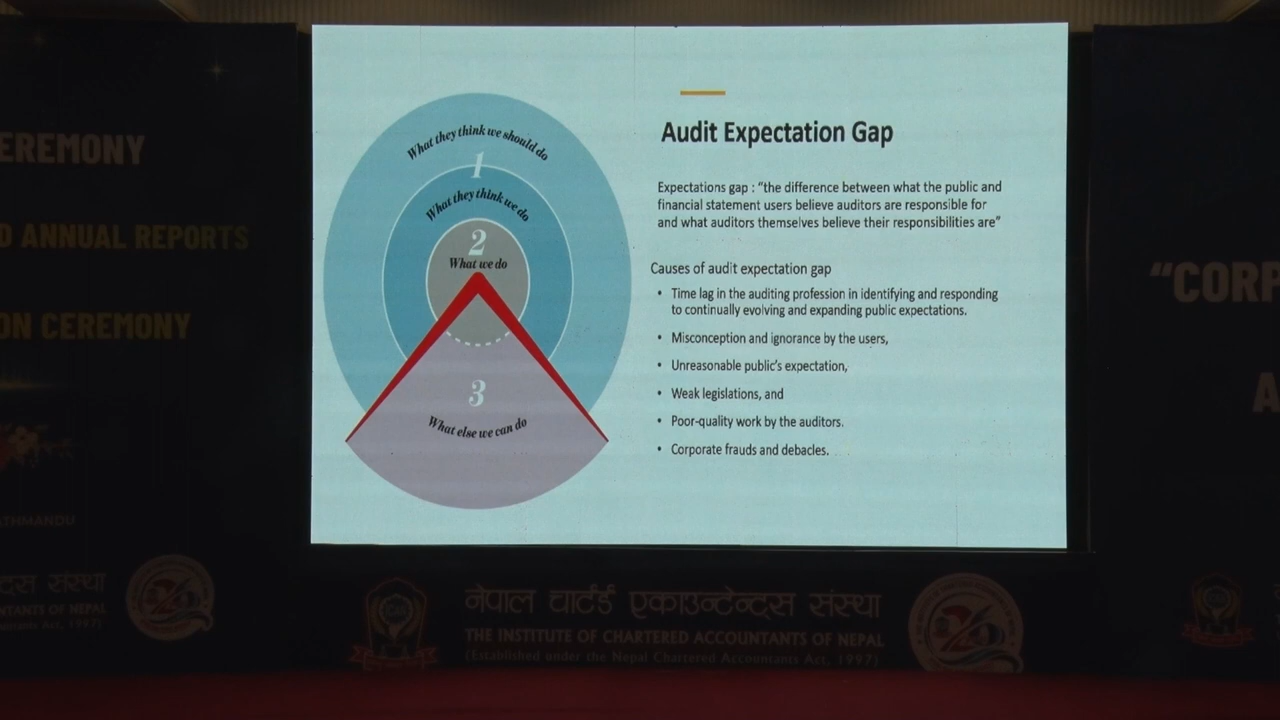 EREMONY
D ANNUAL REPORTS
ON CEREMONY
THMANDU
What they think we should do
1
What they think we do
2
What we do
3
What else we can do
Audit Expectation Gap
Expectations gap : “the difference between what the public and
financial statement users believe auditors are responsible for
and what auditors themselves believe their responsibilities are”
Causes of audit expectation gap
• Time lag in the auditing profession in identifying and responding
to continually evolving and expanding public expectations.
• Misconception and ignorance by the users,
• Unreasonable public’s expectation,
• Weak legislations, and
• Poor-quality work by the auditors.
• Corporate frauds and debacles.
“CORP
A
न्ट्स संस्था
NTANTS OF NEPAL
Act, 1997)
नेपाल चार्टर्ड एकाउन्टेन्ट्स संस्था
THE INSTITUTE OF CHARTERED ACCOUNTANTS OF NEPAL
(Established under the Nepal Chartered Accountants Act, 1997)